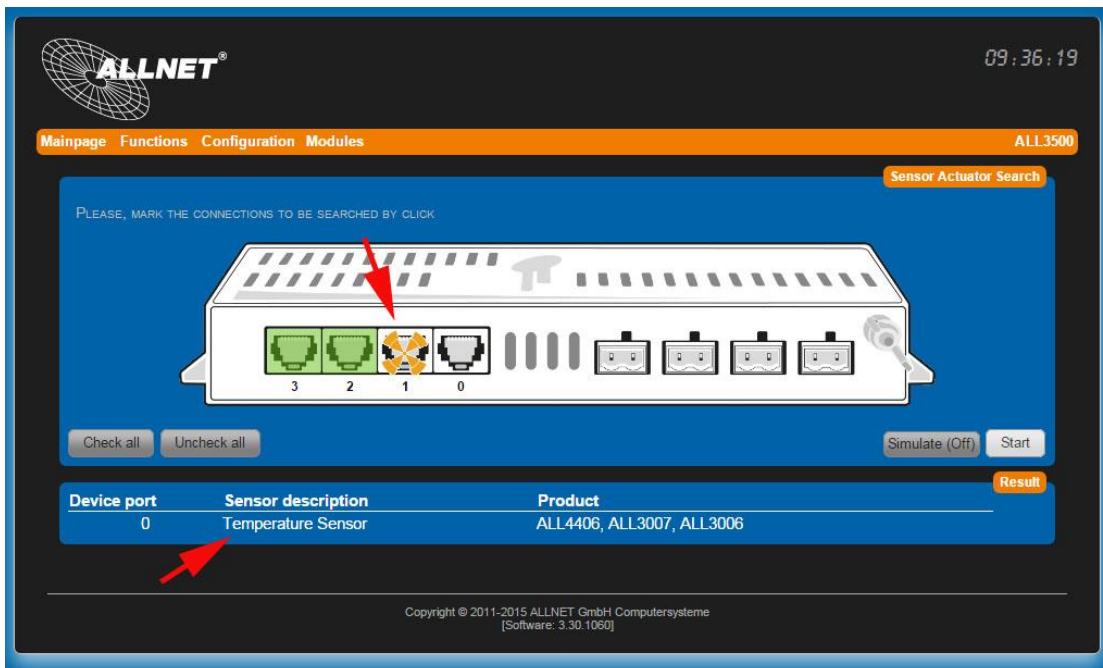 ALLNET®
09:36:19
Mainpage Functions Configuration Modules ALL3500
Sensor Actuator Search
PLEASE, MARK THE CONNECTIONS TO BE SEARCHED BY CLICK
3 2 1 0
Check all Uncheck all Simulate (Off) Start
Result
Device port Sensor description Product
0 Temperature Sensor ALL4406, ALL3007, ALL3006
Copyright © 2011-2015 ALLNET GmbH Computersysteme
[Software: 3.30.1060]